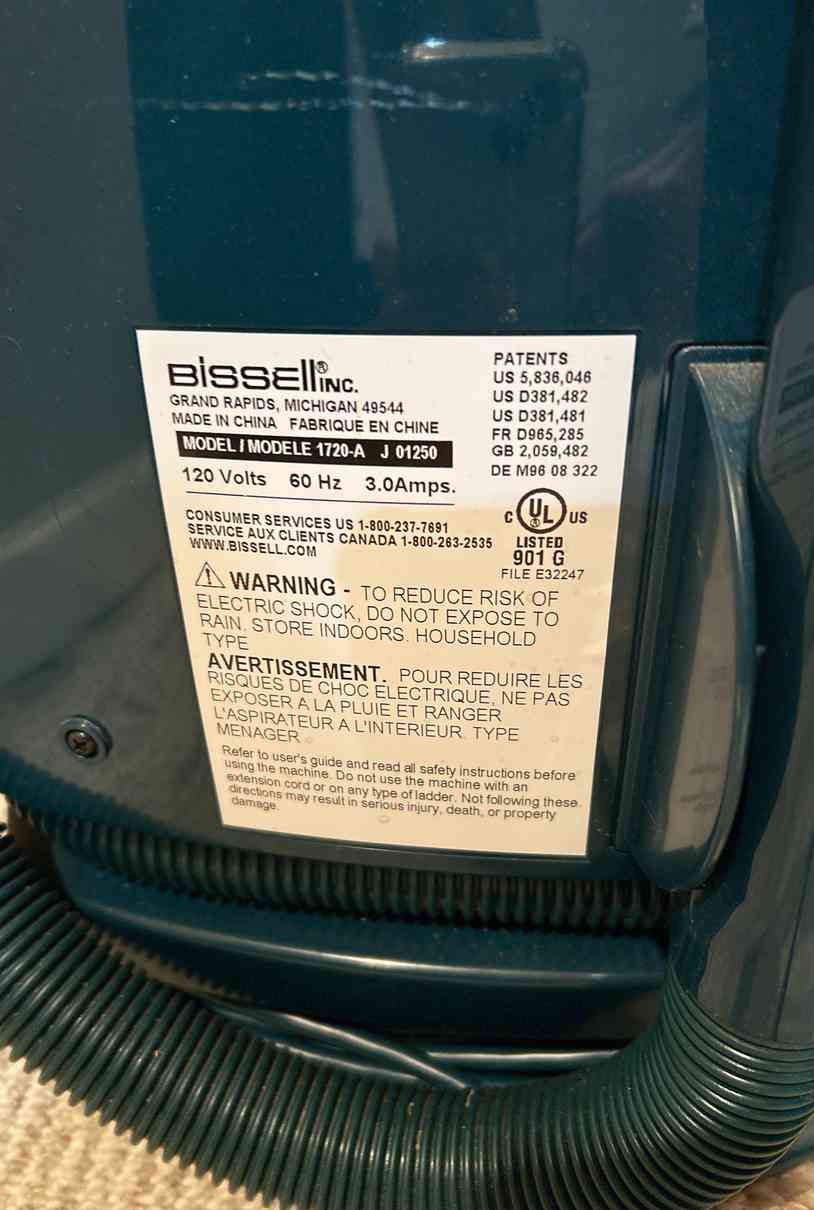 BISSELL® INC.
GRAND RAPIDS, MICHIGAN 49544
MADE IN CHINA FABRIQUE EN CHINE
MODEL / MODELE 1720-A J 01250
120 Volts 60 Hz 3.0Amps.
PATENTS
US 5,836,046
US D381,482
US D381,481
FR D965,285
GB 2,059,482
DE M96 08 322
CONSUMER SERVICES US 1-800-237-7691
SERVICE AUX CLIENTS CANADA 1-800-263-2535
WWW.BISSELL.COM
C UL® US
LISTED
901 G
FILE E32247
⚠ WARNING - TO REDUCE RISK OF
ELECTRIC SHOCK, DO NOT EXPOSE TO
RAIN. STORE INDOORS. HOUSEHOLD
TYPE
AVERTISSEMENT. POUR REDUIRE LES
RISQUES DE CHOC ELECTRIQUE, NE PAS
EXPOSER A LA PLUIE ET RANGER
L'ASPIRATEUR A L'INTERIEUR. TYPE
MENAGER
Refer to user's guide and read all safety instructions before
using the machine. Do not use the machine with an
extension cord or on any type of ladder. Not following these
directions may result in serious injury, death, or property
damage.